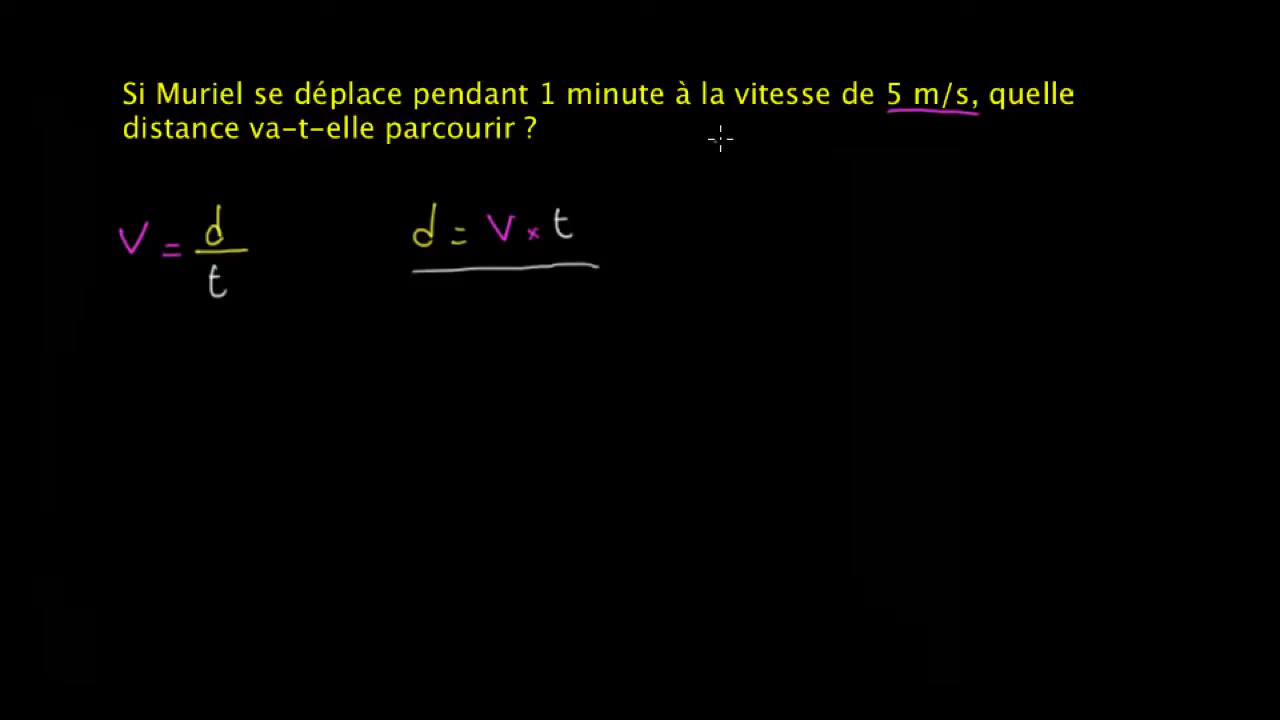 Si Muriel se déplace pendant 1 minute à la vitesse de 5 m/s, quelle
distance va-t-elle parcourir ?
V = d/t
d = V × t